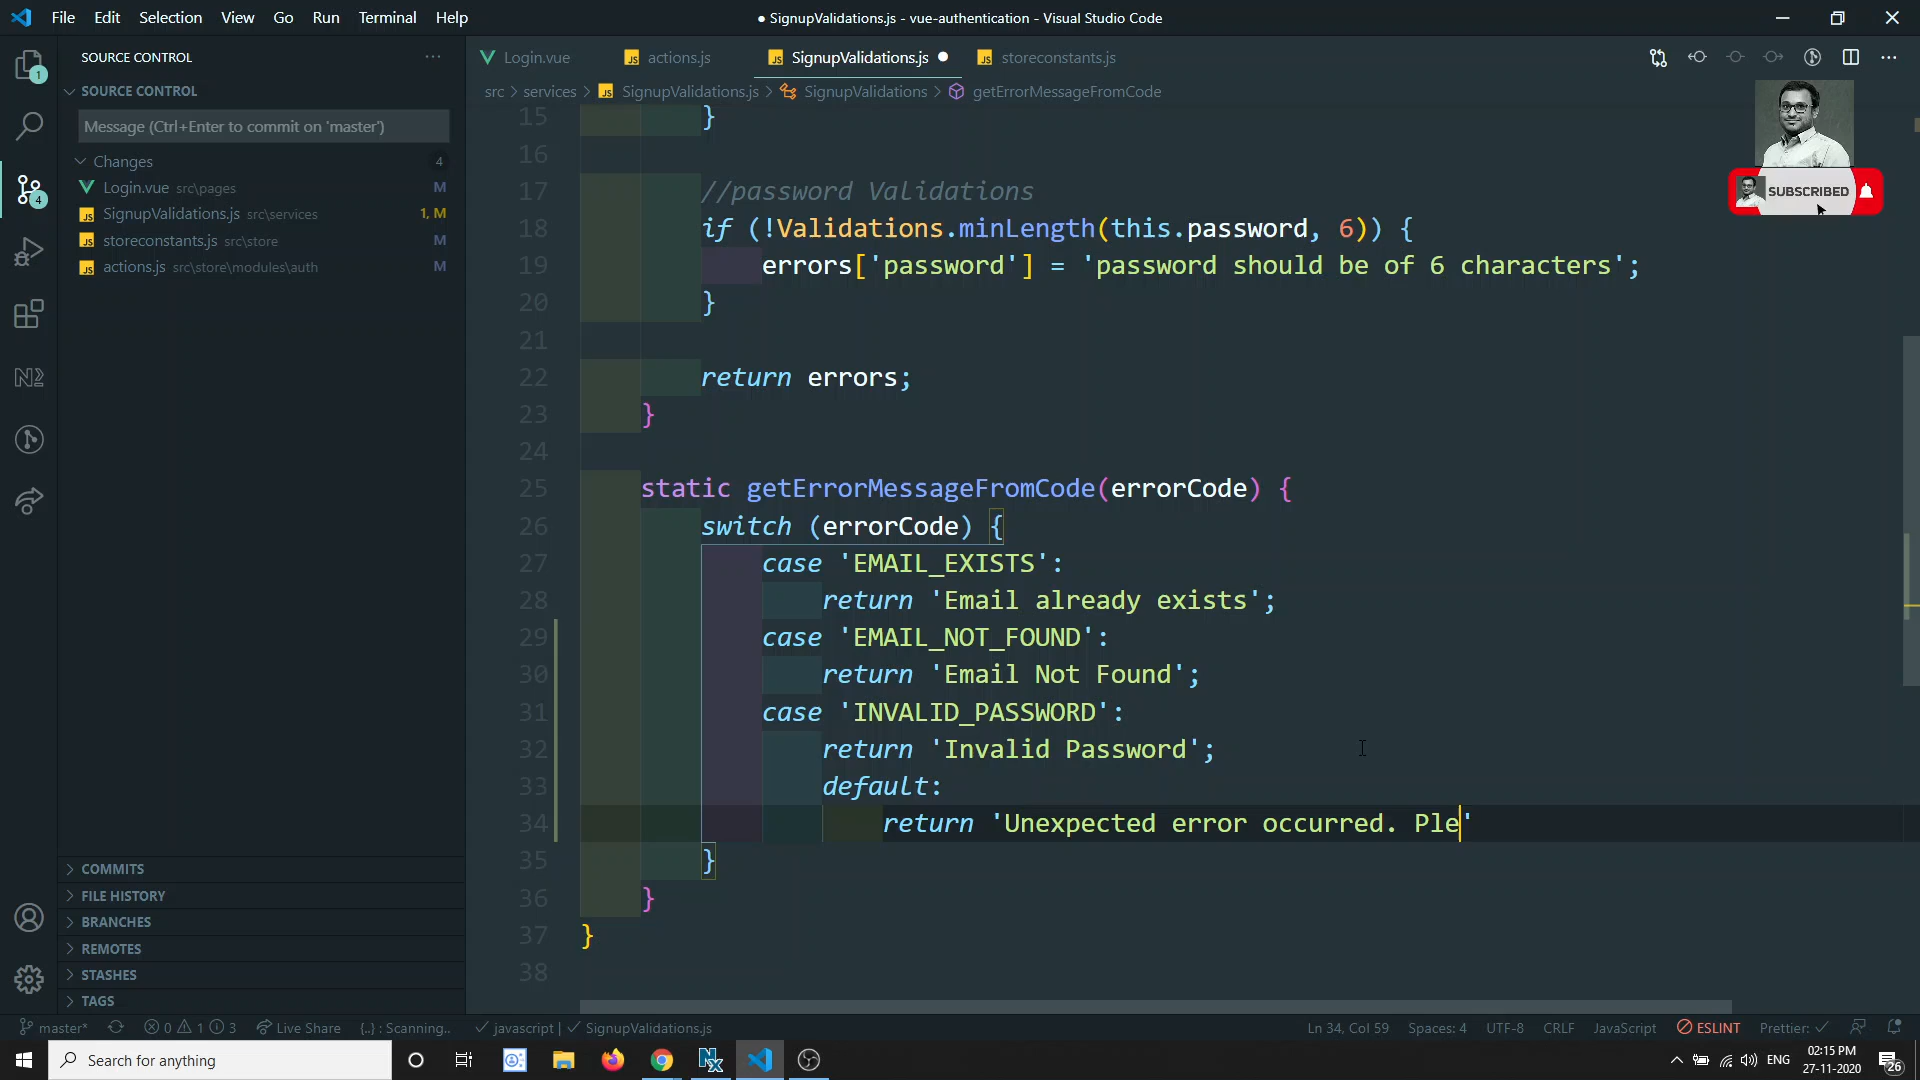 File Edit Selection View Go Run Terminal Help
● SignupValidations.js - vue-authentication - Visual Studio Code
SOURCE CONTROL
Login.vue
actions.js
SignupValidations.js
storeconstants.js
SOURCE CONTROL
src > services > SignupValidations.js > SignupValidations > getErrorMessageFromCode
Message (Ctrl+Enter to commit on 'master')
Changes 4
Login.vue src\pages M
SignupValidations.js src\services 1, M
storeconstants.js src\store M
actions.js src\store\modules\auth M
1
4
SUBSCRIBED
15 }
16
17 //password Validations
18 if (!Validations.minLength(this.password, 6)) {
19 errors['password'] = 'password should be of 6 characters';
20 }
21
22 return errors;
23 }
24
25 static getErrorMessageFromCode(errorCode) {
26 switch (errorCode) {
27 case 'EMAIL_EXISTS':
28 return 'Email already exists';
29 case 'EMAIL_NOT_FOUND':
30 return 'Email Not Found';
31 case 'INVALID_PASSWORD':
32 return 'Invalid Password';
33 default:
34 return 'Unexpected error occurred. Ple'
35 }
36 }
37 }
38
COMMITS
FILE HISTORY
BRANCHES
REMOTES
STASHES
TAGS
master* 0 1 3 Live Share {..} : Scanning.. javascript | SignupValidations.js Ln 34, Col 59 Spaces: 4 UTF-8 CRLF JavaScript ESLINT Prettier:
Search for anything
ENG
02:15 PM
27-11-2020
26